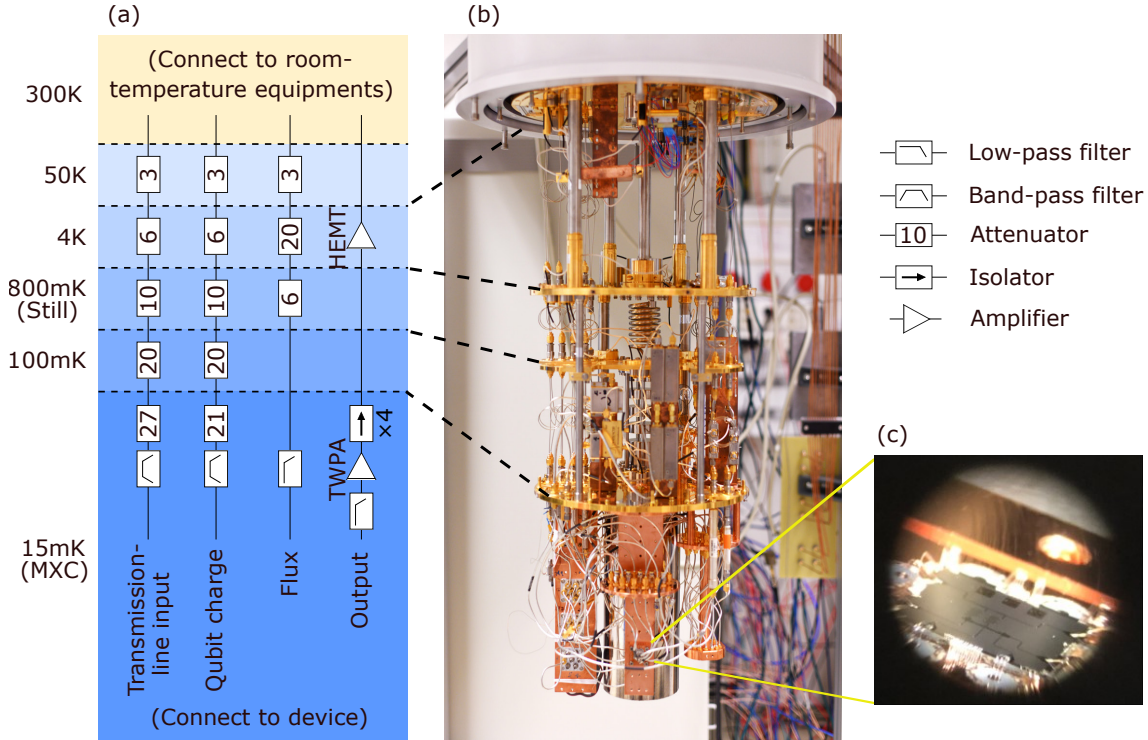 (a)
(b)
(Connect to room-
temperature equipments)
300K
50K
3
3
3
4K
6
6
20
HEMT
800mK
(Still)
10
10
6
100mK
20
20
27
21
×4
TWPA
15mK
(MXC)
Transmission-
line input
Qubit charge
Flux
Output
(Connect to device)
Low-pass filter
Band-pass filter
10
Attenuator
Isolator
Amplifier
(c)